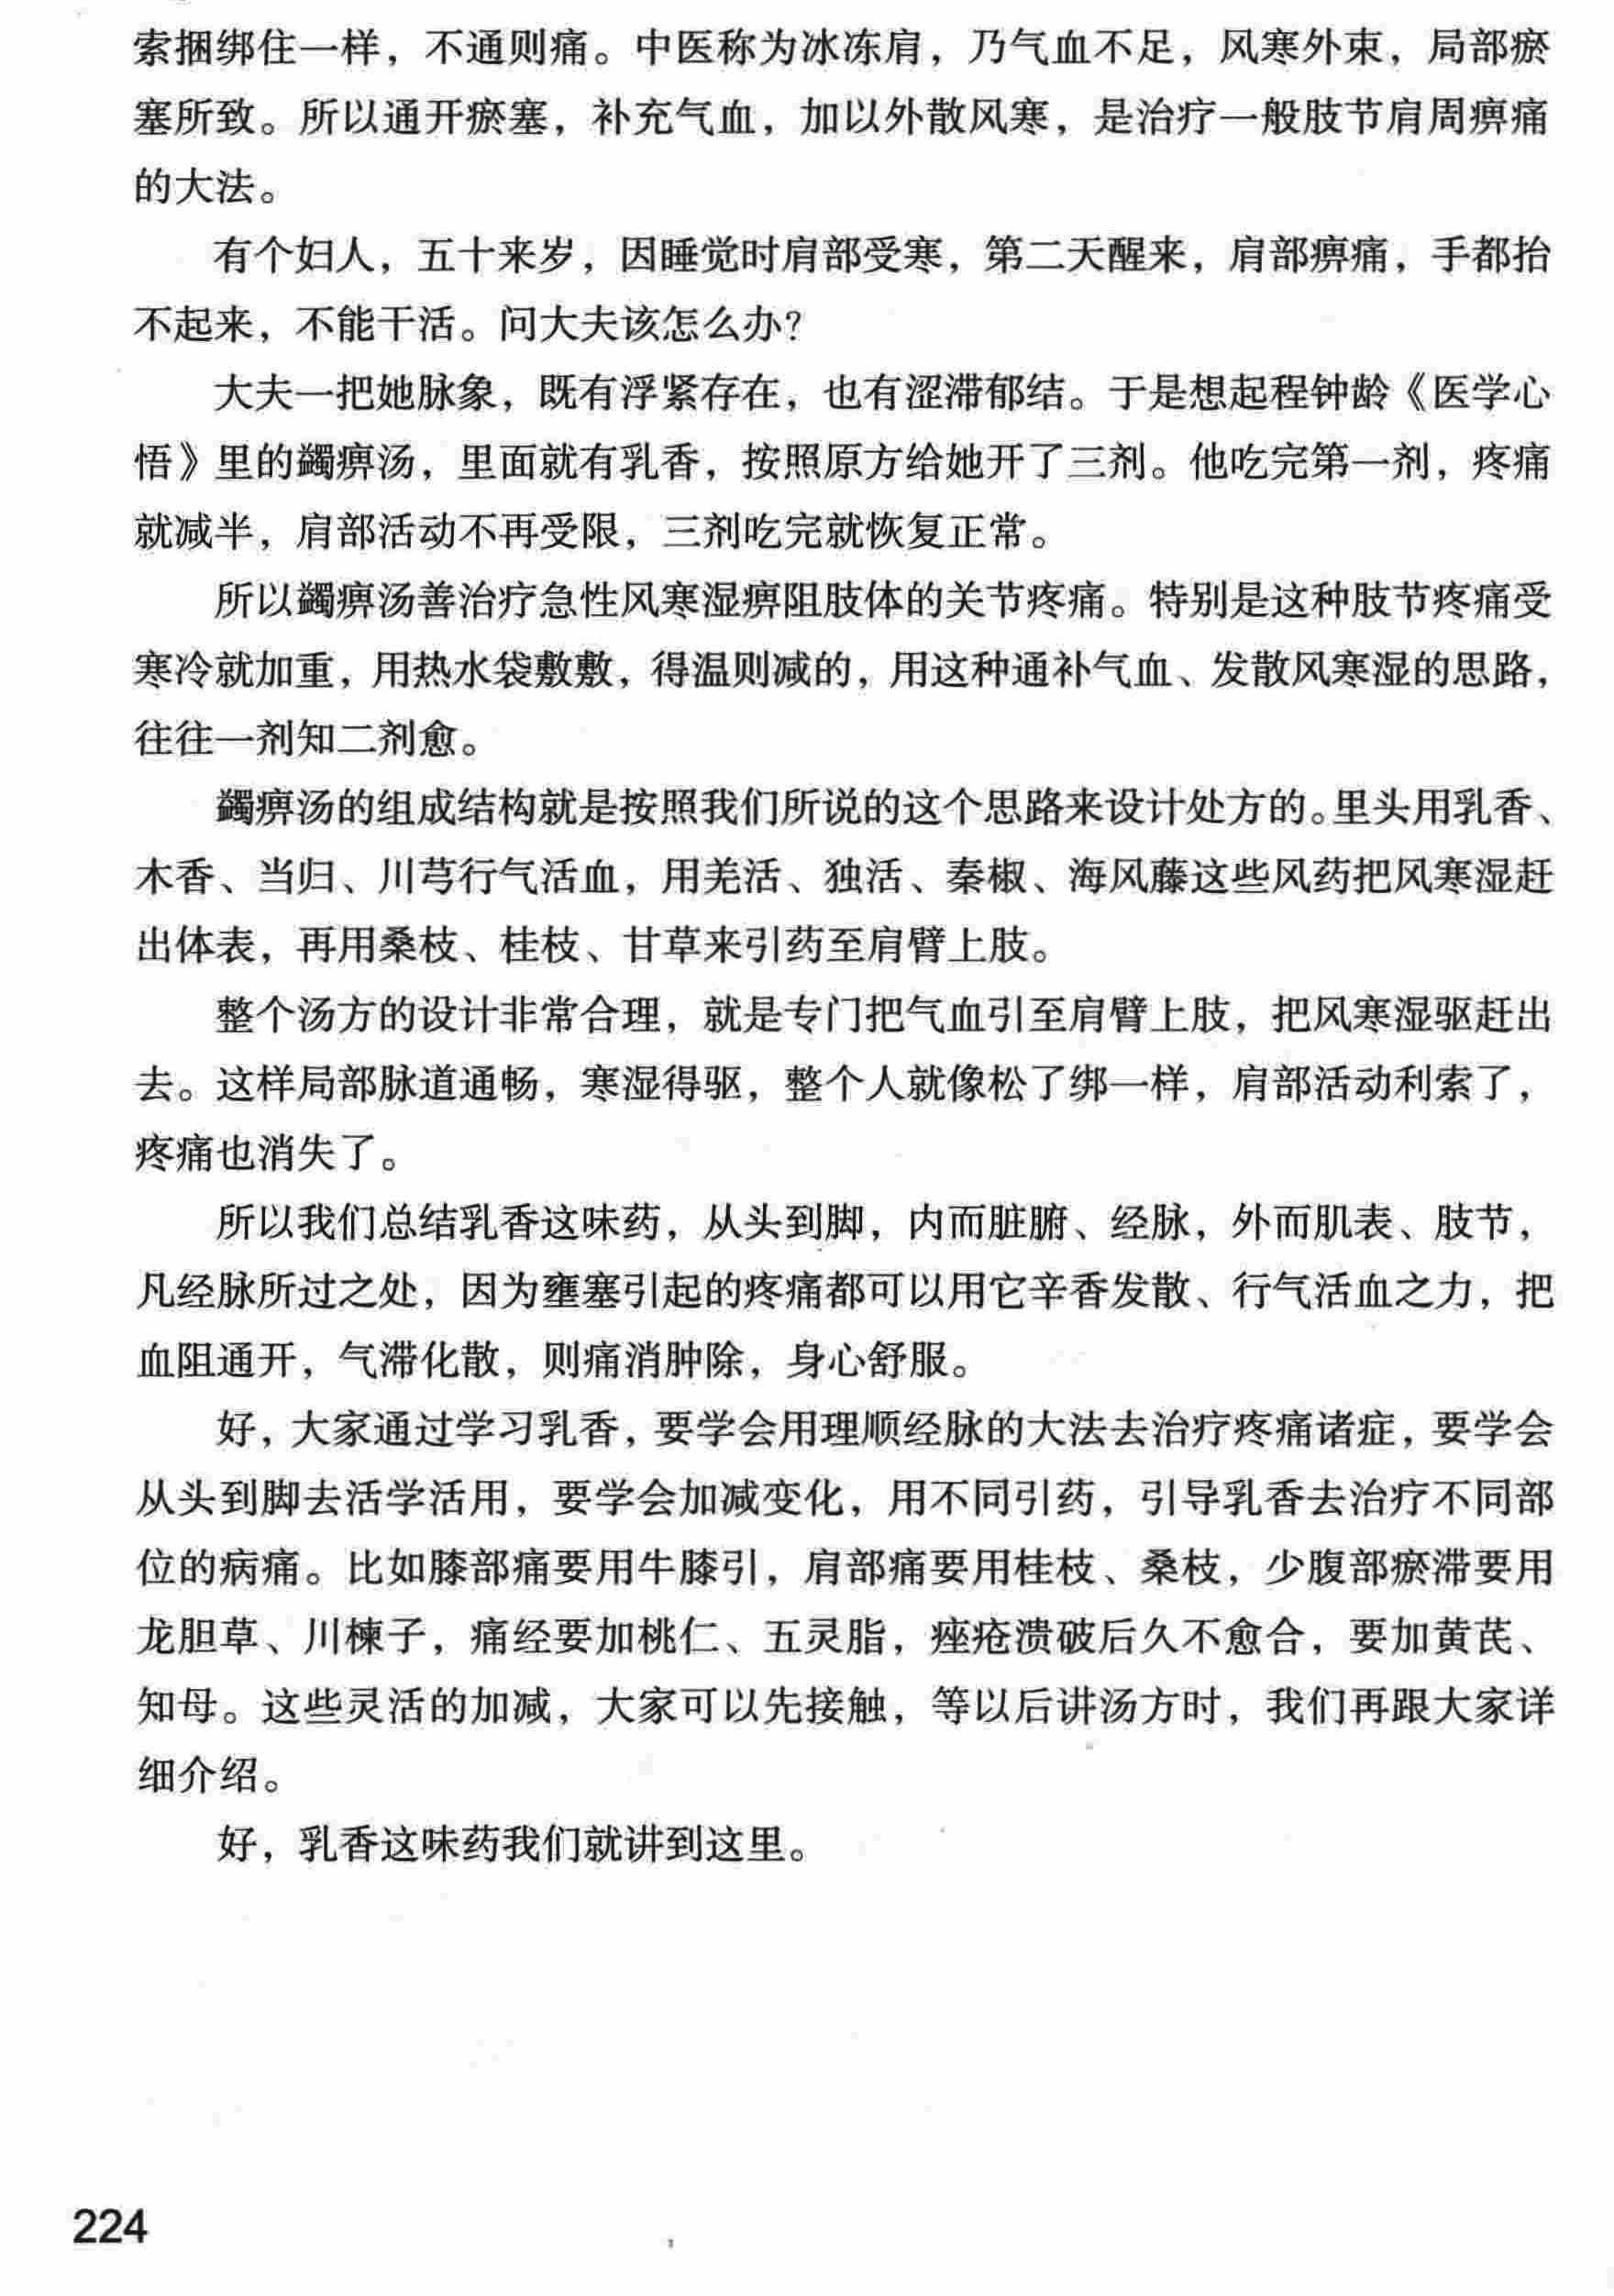 索捆绑住一样，不通则痛。中医称为冰冻肩，乃气血不足，风寒外束，局部瘀
塞所致。所以通开瘀塞，补充气血，加以外散风寒，是治疗一般肢节肩周痹痛
的大法。
有个妇人，五十来岁，因睡觉时肩部受寒，第二天醒来，肩部痹痛，手都抬
不起来，不能干活。问大夫该怎么办？
大夫一把她脉象，既有浮紧存在，也有涩滞郁结。于是想起程钟龄《医学心
悟》里的蠲痹汤，里面就有乳香，按照原方给她开了三剂。他吃完第一剂，疼痛
就减半，肩部活动不再受限，三剂吃完就恢复正常。
所以蠲痹汤善治疗急性风寒湿痹阻肢体的关节疼痛。特别是这种肢节疼痛受
寒冷就加重，用热水袋敷敷，得温则减的，用这种通补气血、发散风寒湿的思路，
往往一剂知二剂愈。
蠲痹汤的组成结构就是按照我们所说的这个思路来设计处方的。里头用乳香、
木香、当归、川芎行气活血，用羌活、独活、秦椒、海风藤这些风药把风寒湿赶
出体表，再用桑枝、桂枝、甘草来引药至肩臂上肢。
整个汤方的设计非常合理，就是专门把气血引至肩臂上肢，把风寒湿驱赶出
去。这样局部脉道通畅，寒湿得驱，整个人就像松了绑一样，肩部活动利索了，
疼痛也消失了。
所以我们总结乳香这味药，从头到脚，内而脏腑、经脉，外而肌表、肢节，
凡经脉所过之处，因为壅塞引起的疼痛都可以用它辛香发散、行气活血之力，把
血阻通开，气滞化散，则痛消肿除，身心舒服。
好，大家通过学习乳香，要学会用理顺经脉的大法去治疗疼痛诸症，要学会
从头到脚去活学活用，要学会加减变化，用不同引药，引导乳香去治疗不同部
位的病痛。比如膝部痛要用牛膝引，肩部痛要用桂枝、桑枝，少腹部瘀滞要用
龙胆草、川楝子，痛经要加桃仁、五灵脂，痤疮溃破后久不愈合，要加黄芪、
知母。这些灵活的加减，大家可以先接触，等以后讲汤方时，我们再跟大家详
细介绍。
好，乳香这味药我们就讲到这里。
224